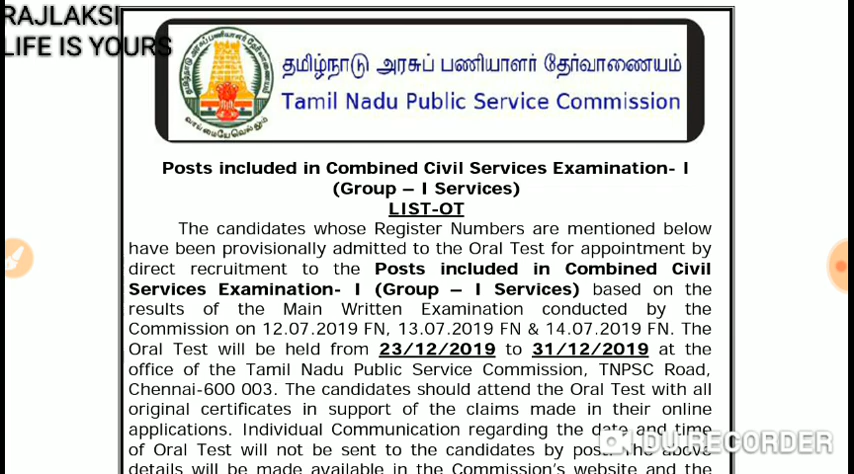 RAJLAKSI
LIFE IS YOURS
தமிழ்நாடு அரசுப் பணியாளர் தேர்வாணையம்
Tamil Nadu Public Service Commission
தமிழ்நாடு அரசுப் பணியாளர் தேர்வாணையம்
வாய்மையே வெல்லும்
Posts included in Combined Civil Services Examination- I
(Group – I Services)
LIST-OT
The candidates whose Register Numbers are mentioned below
have been provisionally admitted to the Oral Test for appointment by
direct recruitment to the Posts included in Combined Civil
Services Examination- I (Group – I Services) based on the
results of the Main Written Examination conducted by the
Commission on 12.07.2019 FN, 13.07.2019 FN & 14.07.2019 FN. The
Oral Test will be held from 23/12/2019 to 31/12/2019 at the
office of the Tamil Nadu Public Service Commission, TNPSC Road,
Chennai-600 003. The candidates should attend the Oral Test with all
original certificates in support of the claims made in their online
applications. Individual Communication regarding the date and time
of Oral Test will not be sent to the candidates by post. The above
details will be made available in the Commission's website and the
DU RECORDER